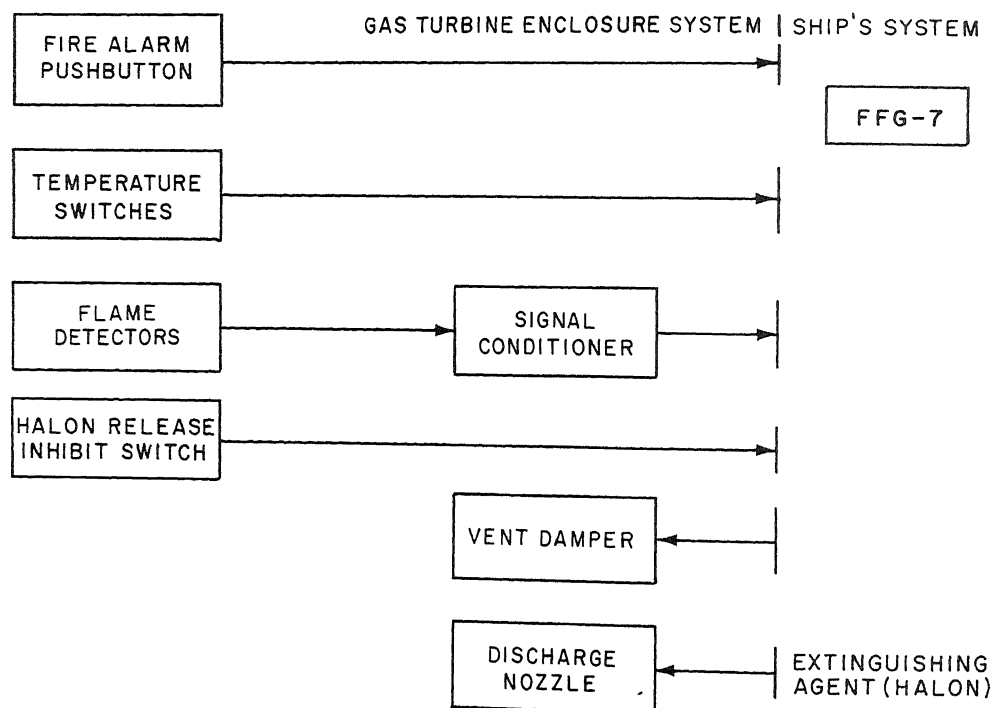 GAS TURBINE ENCLOSURE SYSTEM | SHIP'S SYSTEM
FIRE ALARM
PUSHBUTTON
FFG-7
TEMPERATURE
SWITCHES
FLAME
DETECTORS
SIGNAL
CONDITIONER
HALON RELEASE
INHIBIT SWITCH
VENT DAMPER
DISCHARGE
NOZZLE
EXTINGUISHING
AGENT (HALON)